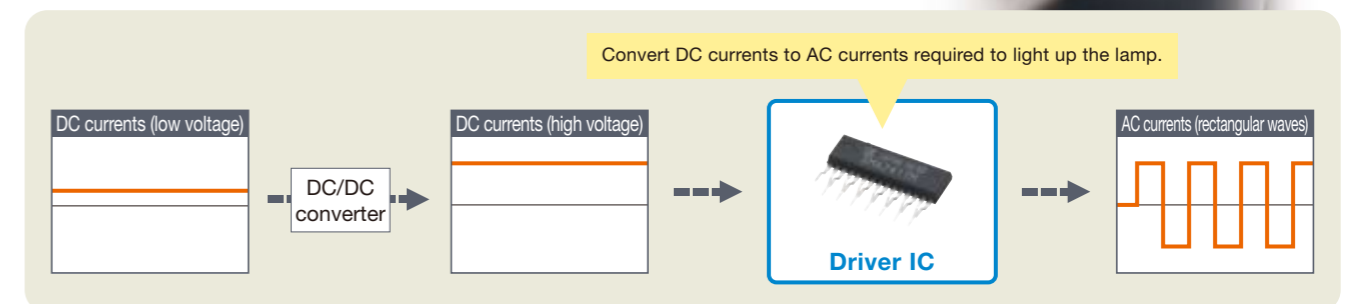 Convert DC currents to AC currents required to light up the lamp.
DC currents (low voltage)
DC/DC
converter
DC currents (high voltage)
Driver IC
AC currents (rectangular waves)